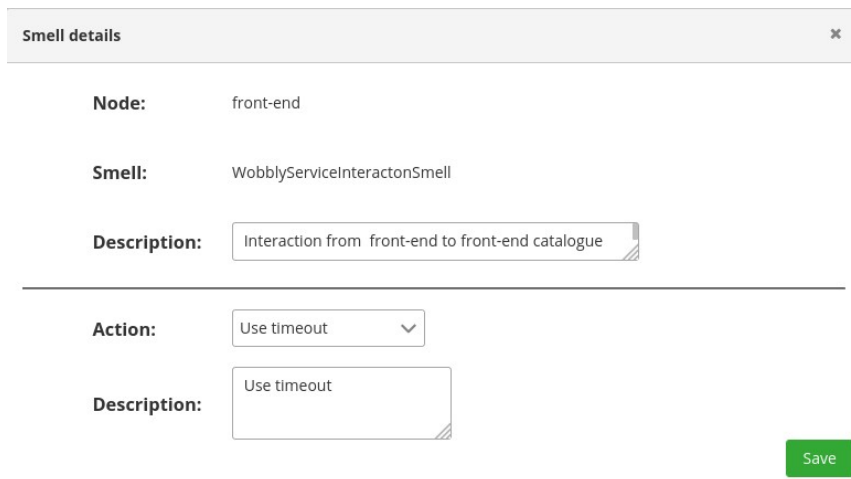 Smell details
Node: front-end
Smell: WobblyServiceInteractonSmell
Description: Interaction from  front-end to front-end catalogue
Action: Use timeout
Description: Use timeout
Save